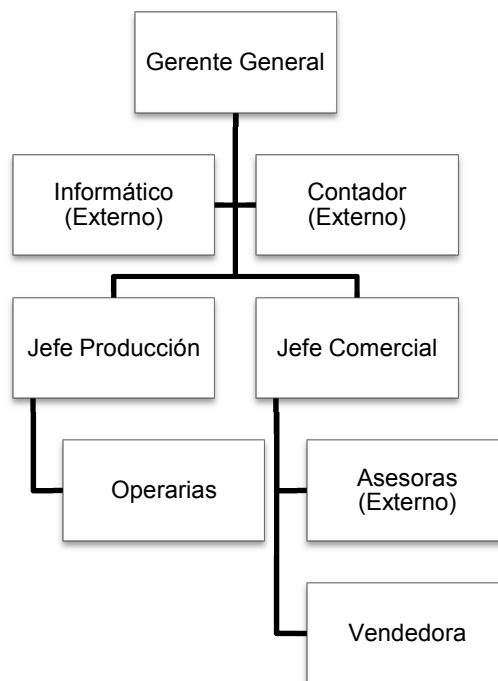 Gerente General
Informático
(Externo)
Contador
(Externo)
Jefe Producción
Jefe Comercial
Operarias
Asesoras
(Externo)
Vendedora